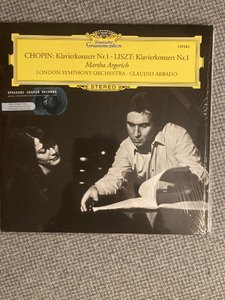 Deutsche
Grammophon
139383
CHOPIN: Klavierkonzert Nr.1 · LISZT: Klavierkonzert Nr.1
Martha Argerich
LONDON SYMPHONY ORCHESTRA · CLAUDIO ABBADO
STEREO
SPEAKERS CORNER RECORDS